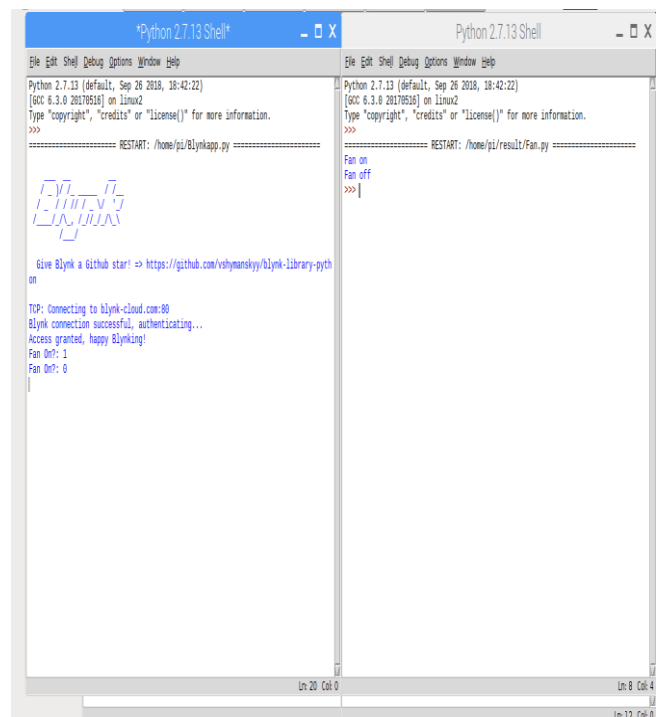 *Python 2.7.13 Shell*
File Edit Shell Debug Options Window Help
Python 2.7.13 (default, Sep 26 2018, 18:42:22)
[GCC 6.3.0 20170516] on linux2
Type "copyright", "credits" or "license()" for more information.
>>>
====================== RESTART: /home/pi/Blynkapp.py ======================
Give Blynk a Github star! => https://github.com/vshymanskyy/blynk-library-pyth
on
TCP: Connecting to blynk-cloud.com:80
Blynk connection successful, authenticating...
Access granted, happy Blynking!
Fan On?: 1
Fan On?: 0
Ln: 20 Col: 0
Python 2.7.13 Shell
File Edit Shell Debug Options Window Help
Python 2.7.13 (default, Sep 26 2018, 18:42:22)
[GCC 6.3.0 20170516] on linux2
Type "copyright", "credits" or "license()" for more information.
>>>
===================== RESTART: /home/pi/result/Fan.py =====================
Fan on
Fan off
>>>
Ln: 8 Col: 4
Ln: 12 Col: 0